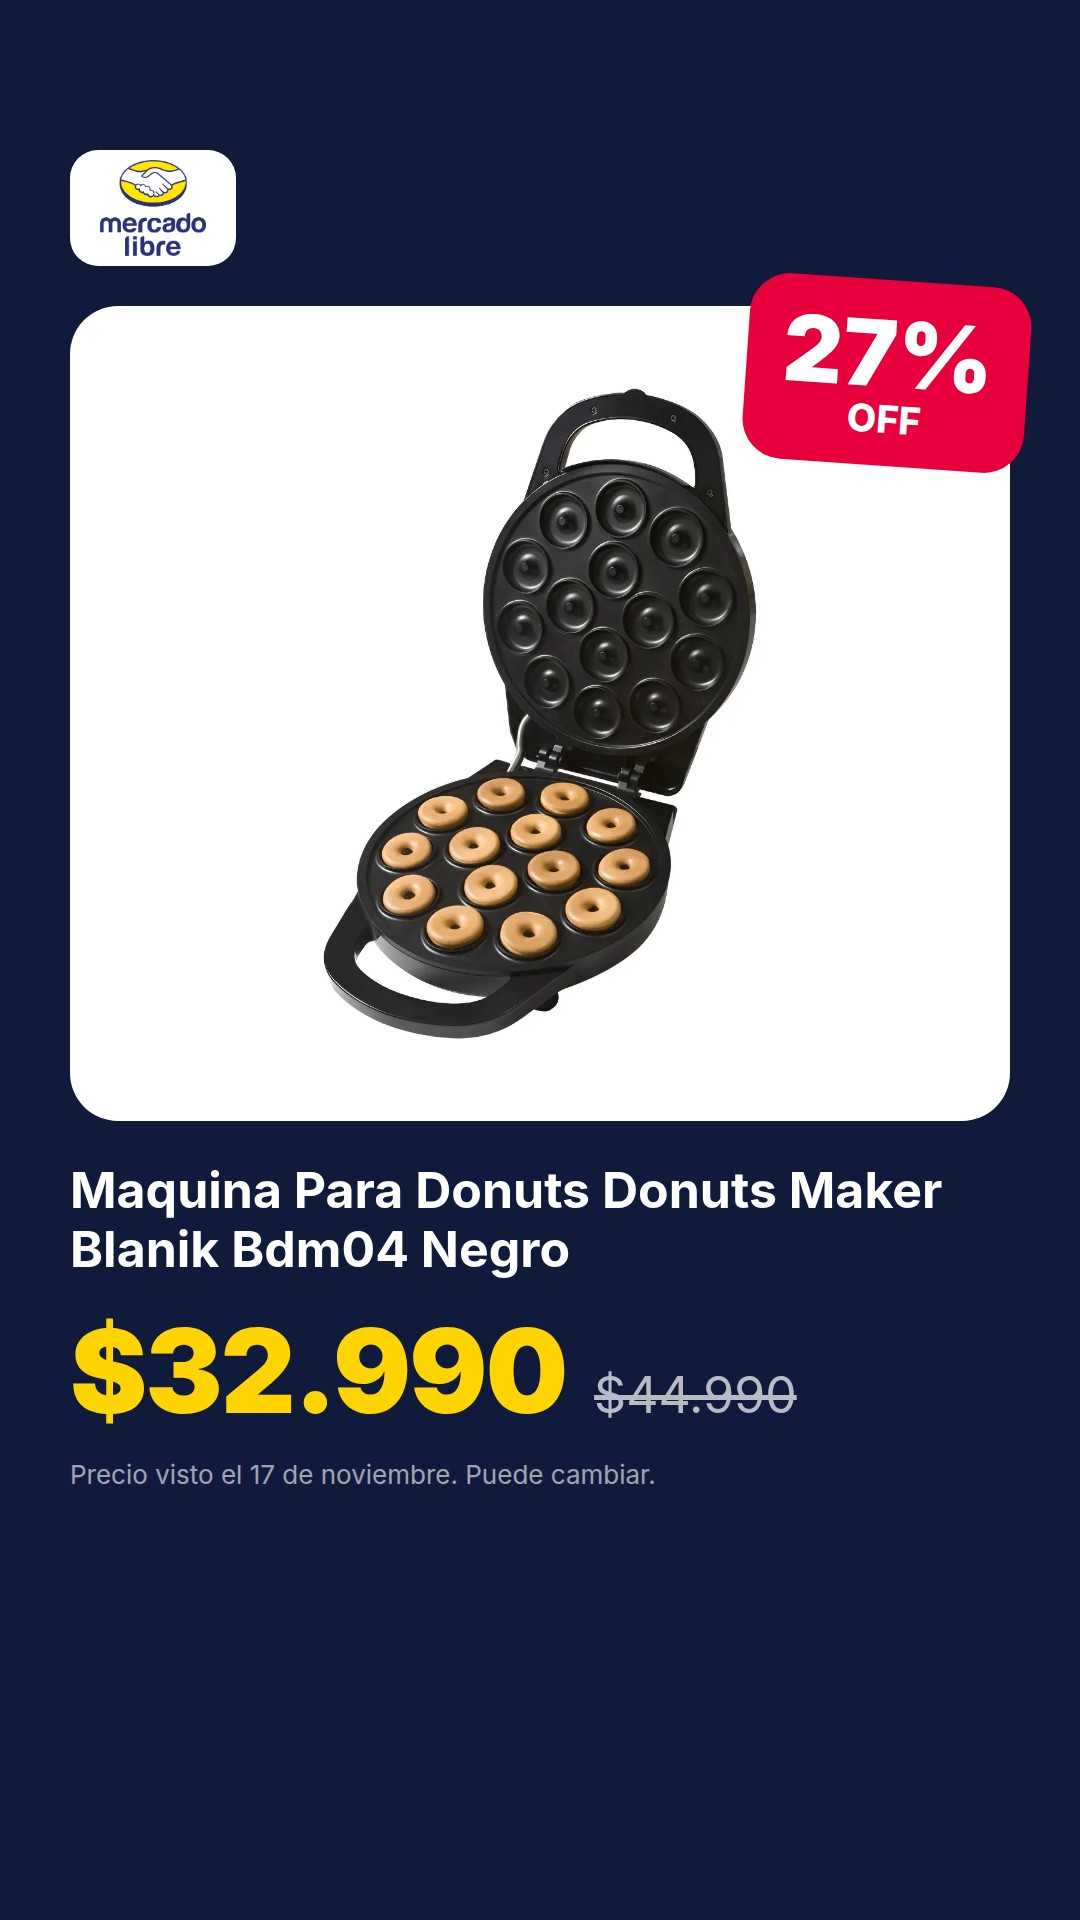 mercado
libre
27%
OFF
Maquina Para Donuts Donuts Maker
Blanik Bdm04 Negro
$32.990 $44.990
Precio visto el 17 de noviembre. Puede cambiar.